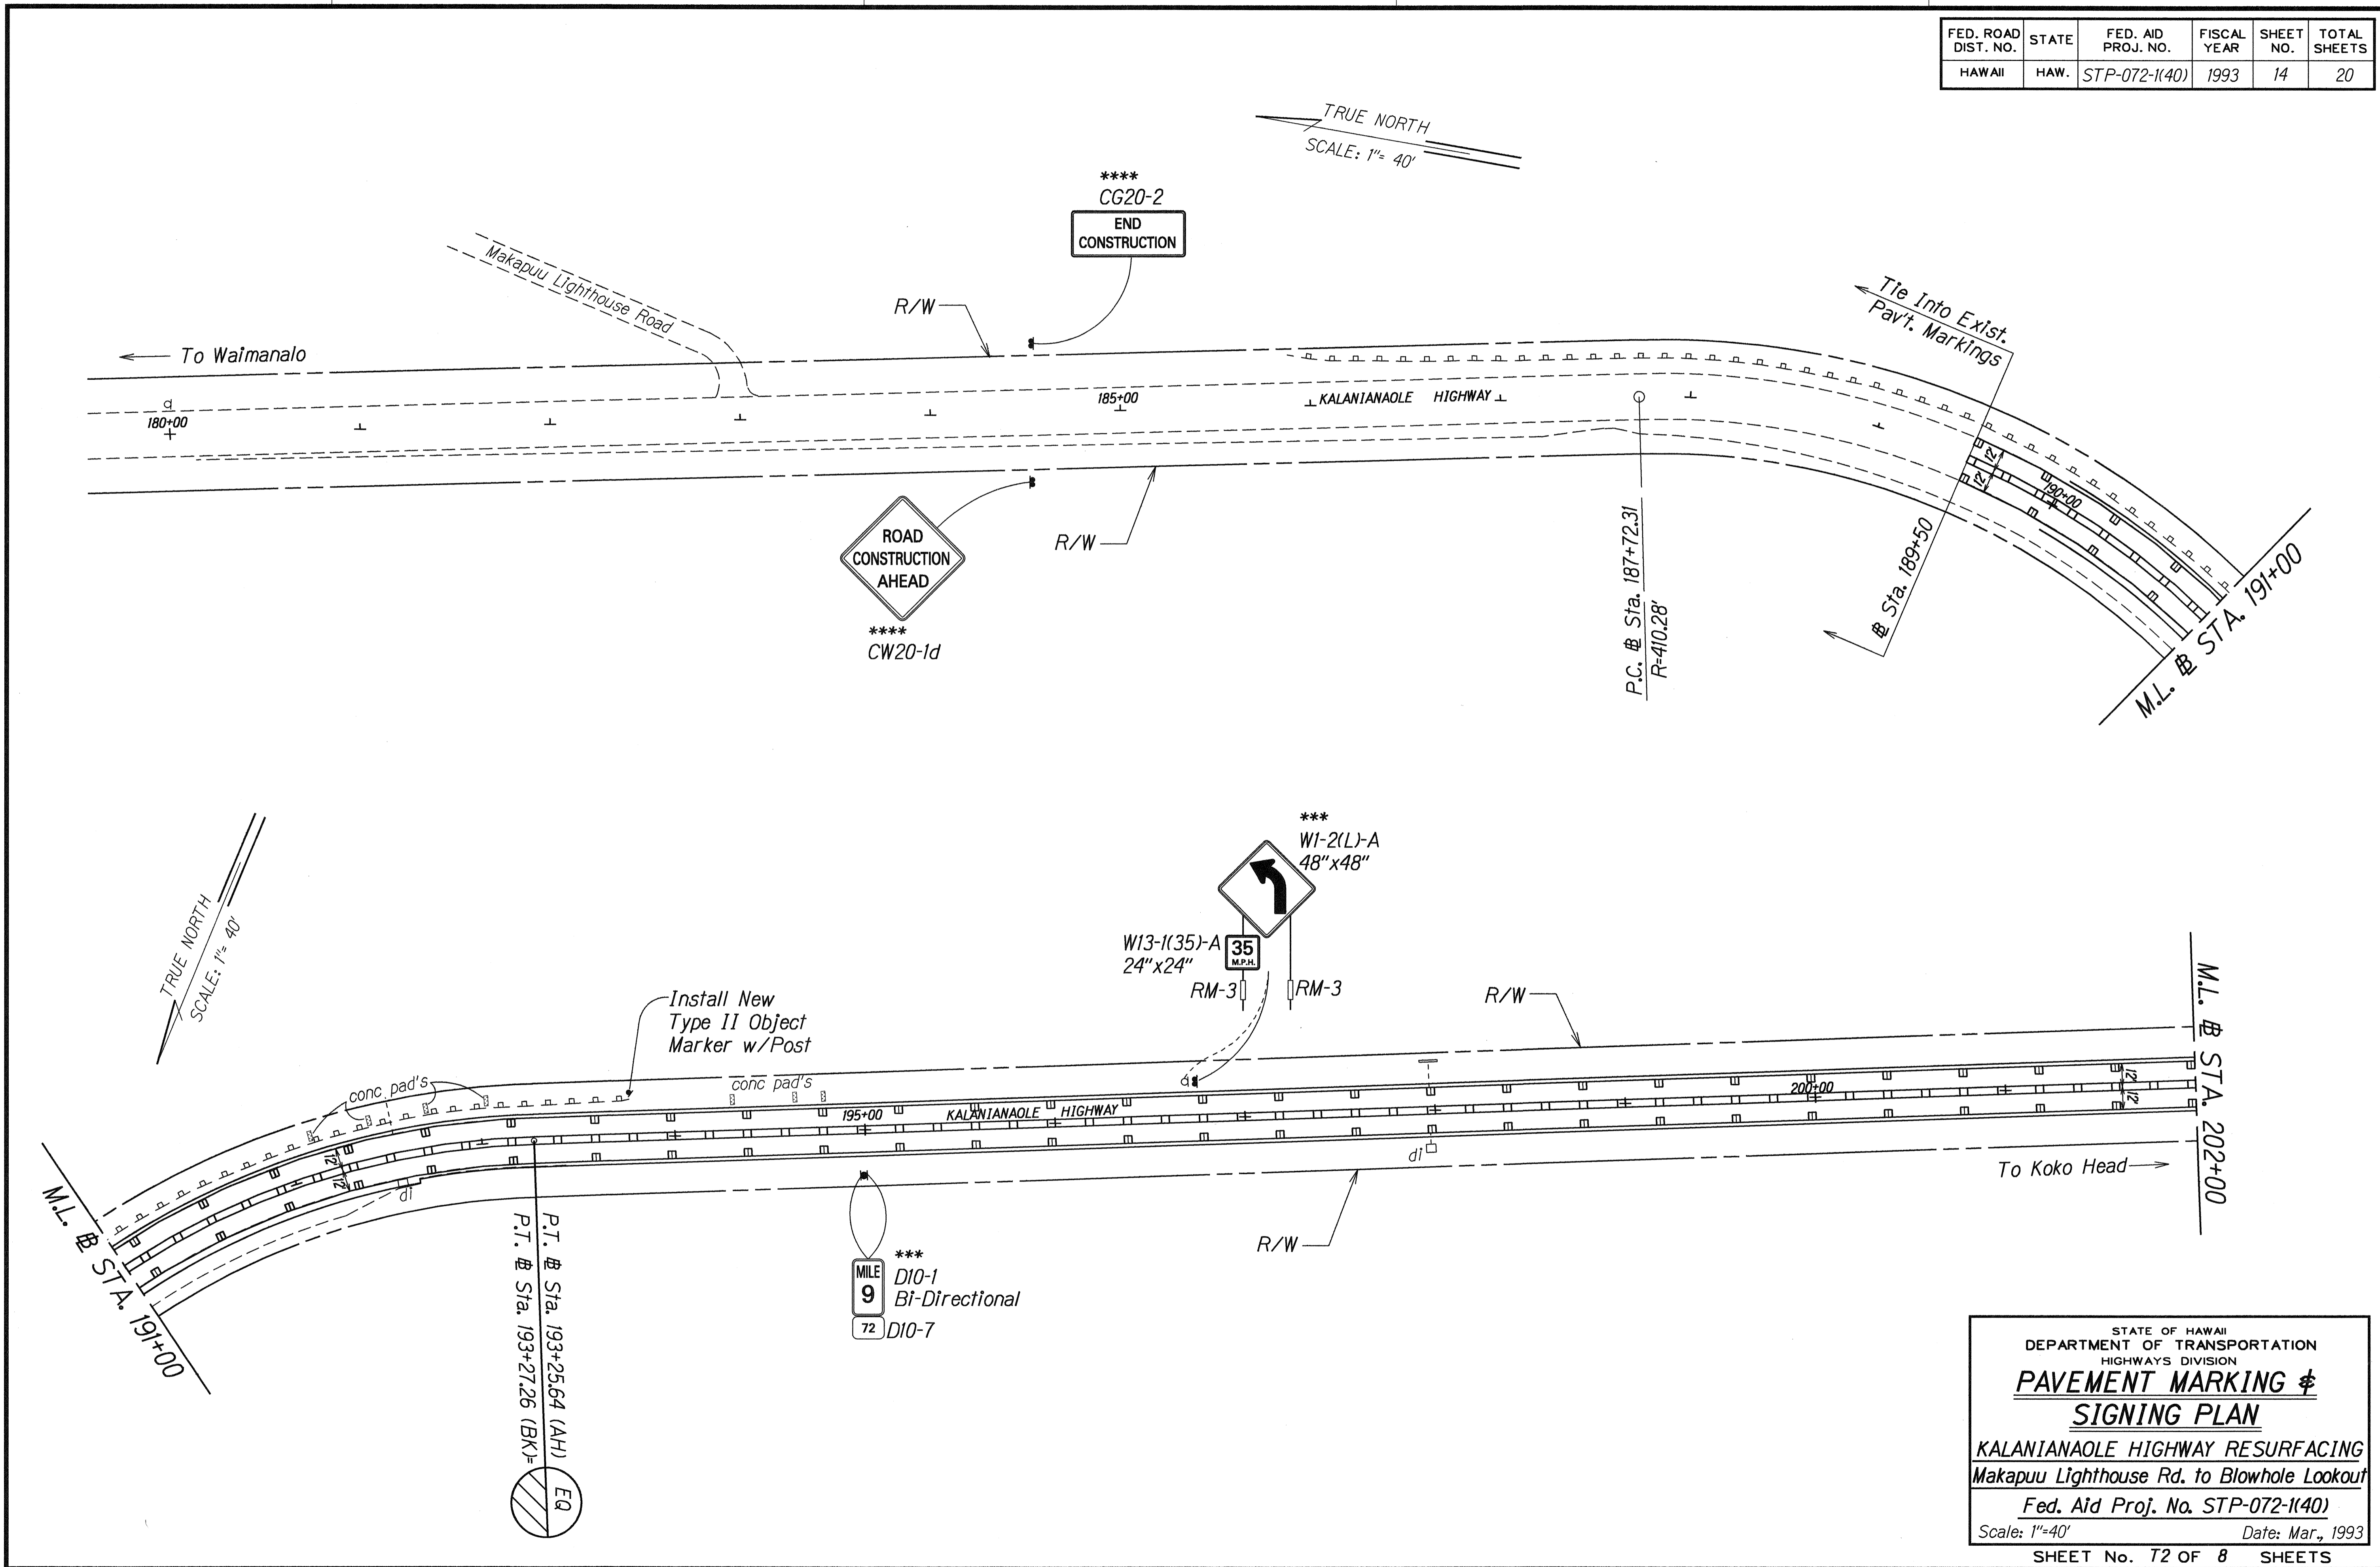 FED. ROAD DIST. NO. STATE FED. AID PROJ. NO. FISCAL YEAR SHEET NO. TOTAL SHEETS
HAWAII HAW. STP-072-1(40) 1993 14 20
TRUE NORTH
SCALE: 1"= 40'
****
CG20-2
END
CONSTRUCTION
Makapuu Lighthouse Road
R/W
To Waimanalo
Tie Into Exist.
Pav't. Markings
d
180+00
185+00
KALANIANAOLE HIGHWAY
12'
12'
190+00
ROAD
CONSTRUCTION
AHEAD
****
CW20-1d
R/W
P.C. ⅊ Sta. 187+72.31
R=410.28'
⅊ Sta. 189+50
M.L. ⅊ STA. 191+00
TRUE NORTH
SCALE: 1"= 40'
***
W1-2(L)-A
48"x48"
W13-1(35)-A
24"x24"
35
M.P.H.
RM-3
RM-3
Install New
Type II Object
Marker w/Post
R/W
conc pad's
conc pad's
d
195+00
KALANIANAOLE HIGHWAY
200+00
12'
12'
12'
12'
di
di
To Koko Head
M.L. ⅊ STA. 202+00
M.L. ⅊ STA. 191+00
R/W
P.T. ⅊ Sta. 193+25.64 (AH)
P.T. ⅊ Sta. 193+27.26 (BK)=
EQ
MILE
9
72
***
D10-1
Bi-Directional
D10-7
STATE OF HAWAII
DEPARTMENT OF TRANSPORTATION
HIGHWAYS DIVISION
PAVEMENT MARKING &
SIGNING PLAN
KALANIANAOLE HIGHWAY RESURFACING
Makapuu Lighthouse Rd. to Blowhole Lookout
Fed. Aid Proj. No. STP-072-1(40)
Scale: 1"=40' Date: Mar., 1993
SHEET No. T2 OF 8 SHEETS